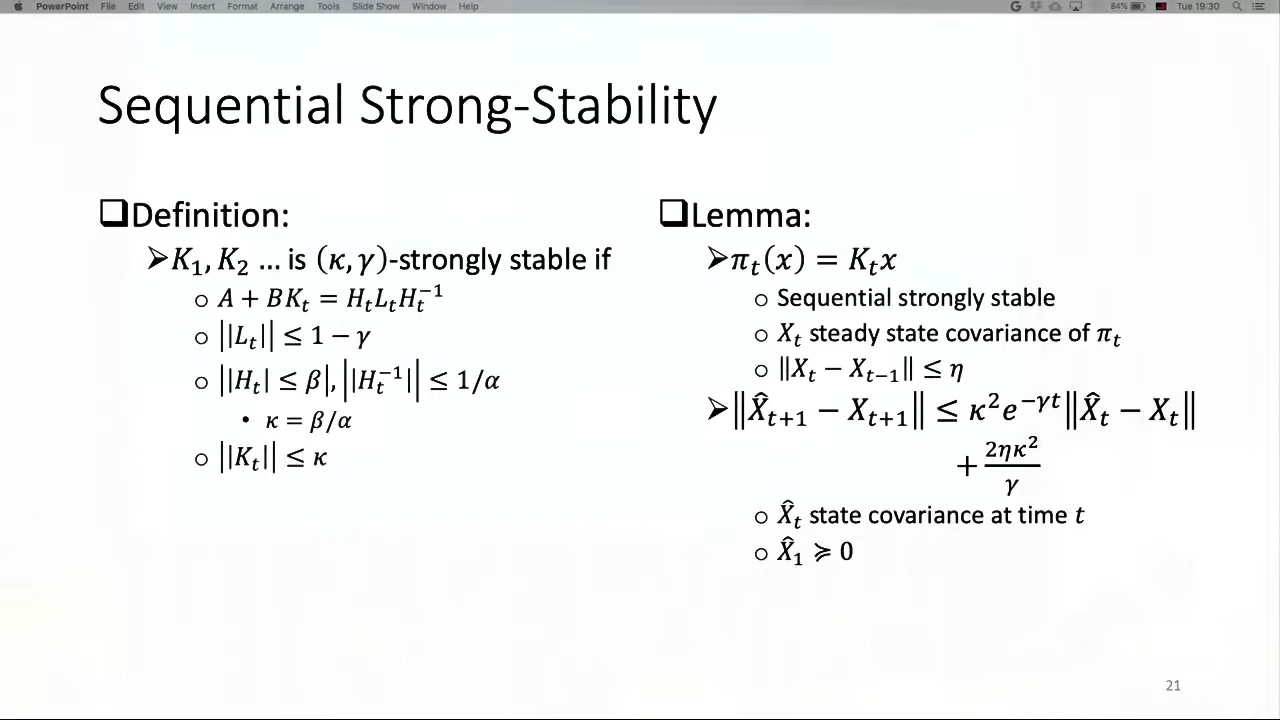 PowerPoint File Edit View Insert Format Arrange Tools Slide Show Window Help 84% Tue 19:30
Sequential Strong-Stability
❑Definition:
➢K₁, K₂ ... is (κ, γ)-strongly stable if
○ A + BKₜ = HₜLₜHₜ⁻¹
○ ||Lₜ|| ≤ 1 − γ
○ ||Hₜ| ≤ β|, ||Hₜ⁻¹|| ≤ 1/α
• κ = β/α
○ ||Kₜ|| ≤ κ
❑Lemma:
➢πₜ(x) = Kₜx
○ Sequential strongly stable
○ Xₜ steady state covariance of πₜ
○ ‖Xₜ − Xₜ₋₁‖ ≤ η
➢‖X̂ₜ₊₁ − Xₜ₊₁‖ ≤ κ²e^{−γt}‖X̂ₜ − Xₜ‖
+ 2ηκ²/γ
○ X̂ₜ state covariance at time t
○ X̂₁ ≽ 0
21